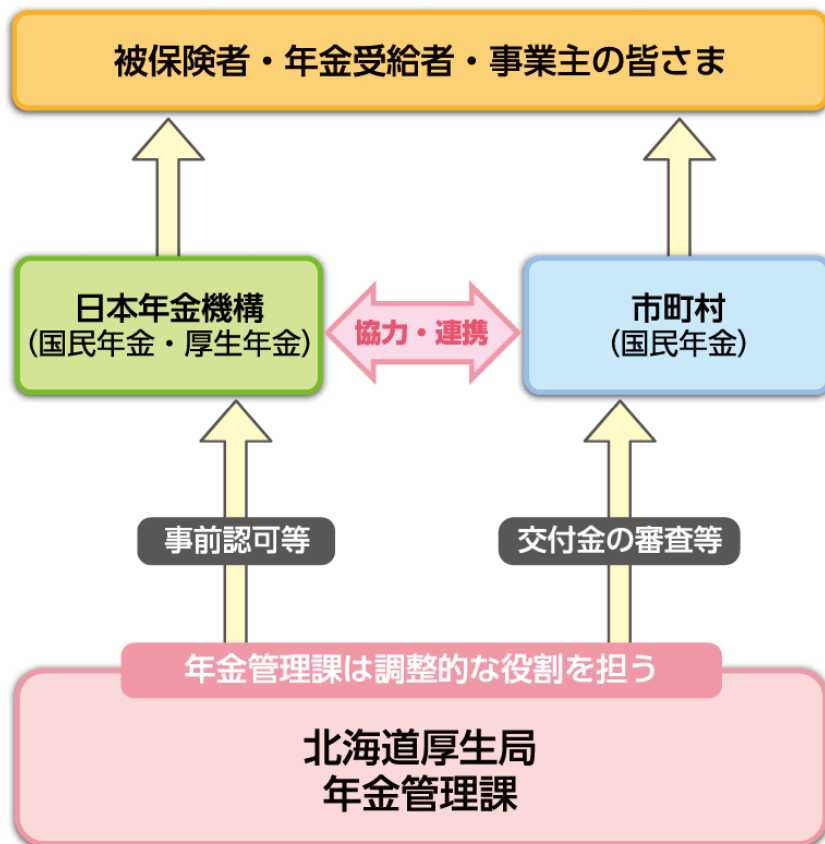 被保険者・年金受給者・事業主の皆さま
日本年金機構
(国民年金・厚生年金)
協力・連携
市町村
(国民年金)
事前認可等
交付金の審査等
年金管理課は調整的な役割を担う
北海道厚生局
年金管理課